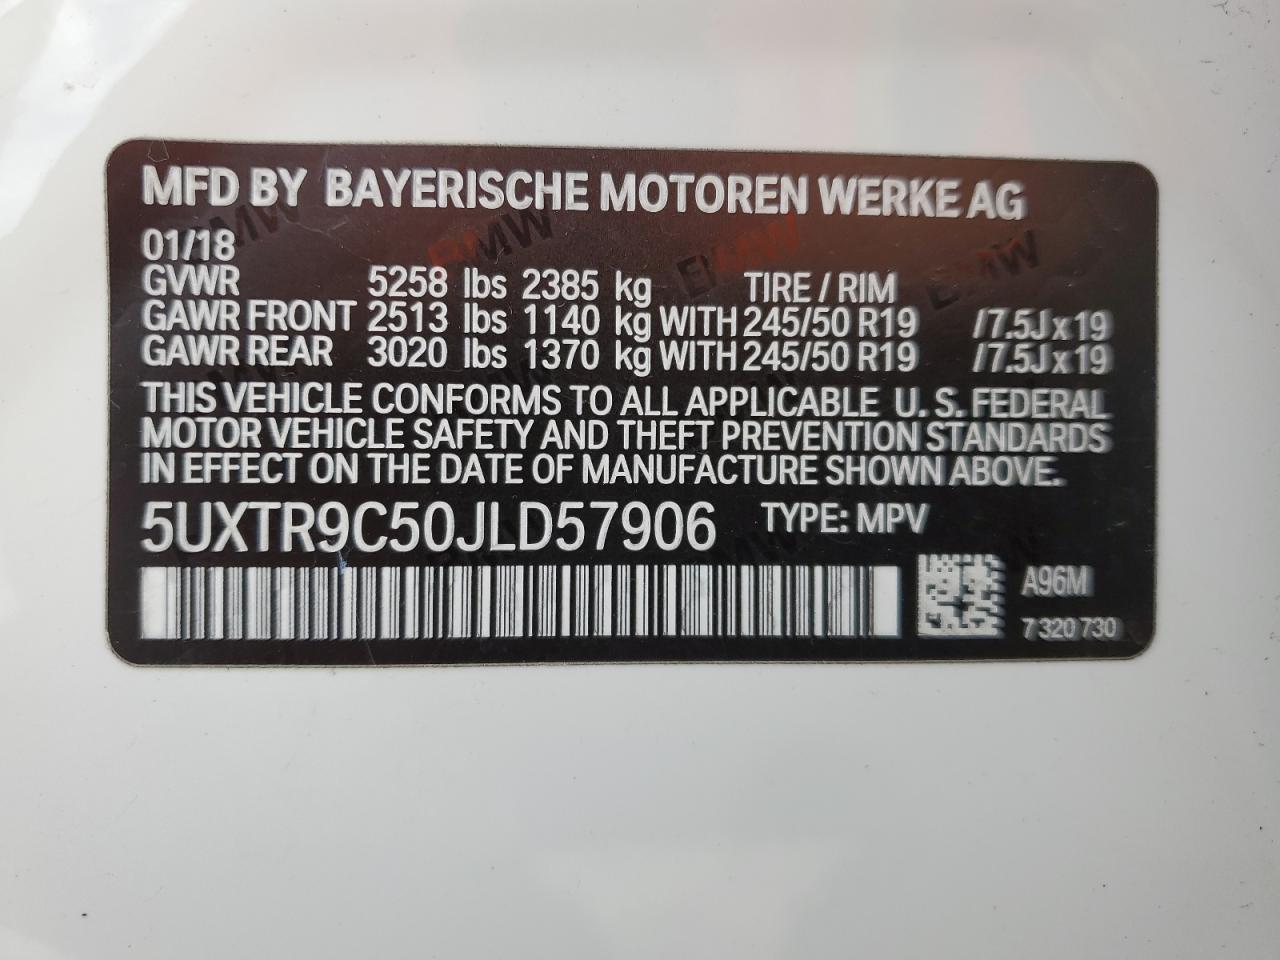 MFD BY BAYERISCHE MOTOREN WERKE AG
01/18
GVWR 5258 lbs 2385 kg TIRE / RIM
GAWR FRONT 2513 lbs 1140 kg WITH 245/50 R19 /7.5J x 19
GAWR REAR 3020 lbs 1370 kg WITH 245/50 R19 /7.5J x 19
THIS VEHICLE CONFORMS TO ALL APPLICABLE U. S. FEDERAL
MOTOR VEHICLE SAFETY AND THEFT PREVENTION STANDARDS
IN EFFECT ON THE DATE OF MANUFACTURE SHOWN ABOVE.
5UXTR9C50JLD57906 TYPE: MPV
A96M
7 320 730